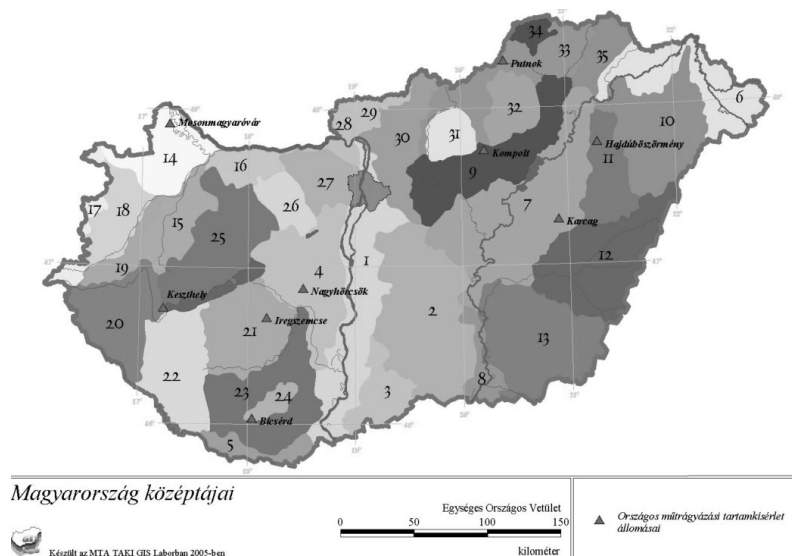 34
33
35
Putnok
6
10
32
29
28
30
31
Mosonmagyaróvár
14
Hajdúböszörmény
Kompolt
11
16
9
27
17
18
15
26
7
25
Karcag
12
19
4
1
Keszthely
Nagyhörcsök
20
2
21
Iregszemcse
13
22
8
23
24
3
Bicsérd
5
Magyarország középtájai
Egységes Országos Vetület
0 50 100 150
kilométer
Országos műtrágyázási tartamkisérlet
állomásai
Készült az MTA TAKI GIS Laborban 2005-ben